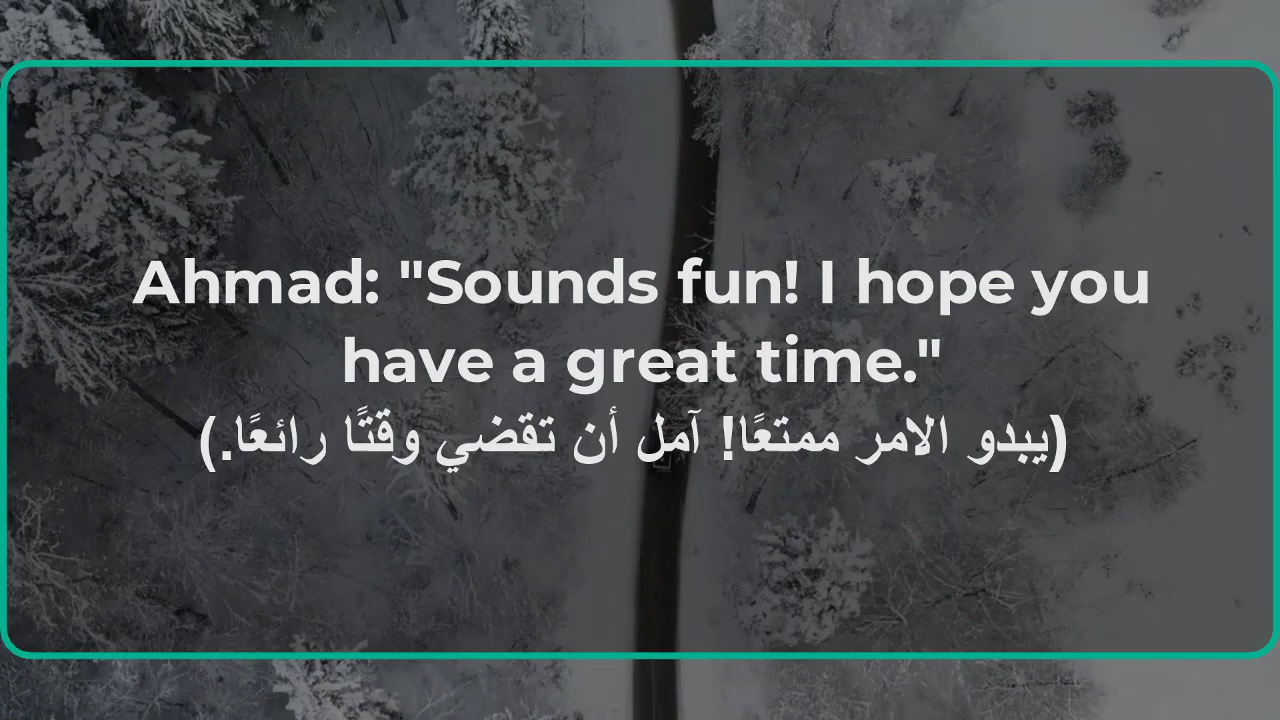 Ahmad: "Sounds fun! I hope you
have a great time."
(يبدو الامر ممتعًا! آمل أن تقضي وقتًا رائعًا.)